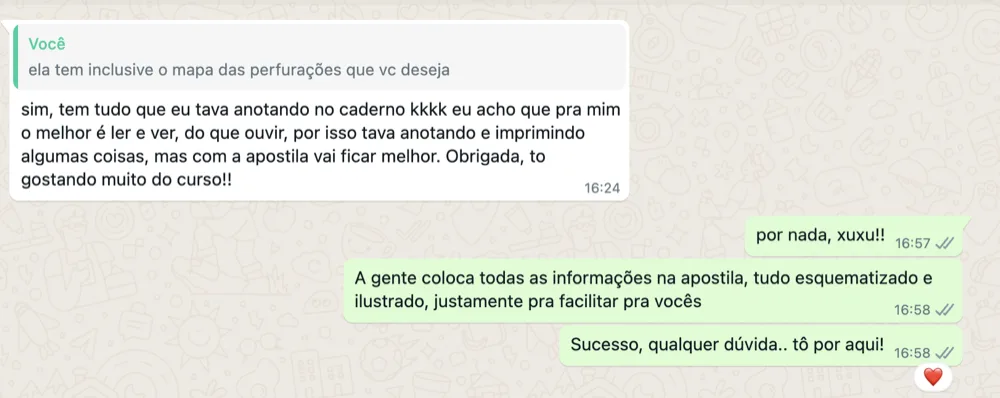 Você
ela tem inclusive o mapa das perfurações que vc deseja
sim, tem tudo que eu tava anotando no caderno kkkk eu acho que pra mim
o melhor é ler e ver, do que ouvir, por isso tava anotando e imprimindo
algumas coisas, mas com a apostila vai ficar melhor. Obrigada, to
gostando muito do curso!!
16:24
por nada, xuxu!!
16:57
A gente coloca todas as informações na apostila, tudo esquematizado e
ilustrado, justamente pra facilitar pra vocês
16:58
Sucesso, qualquer dúvida.. tô por aqui!
16:58